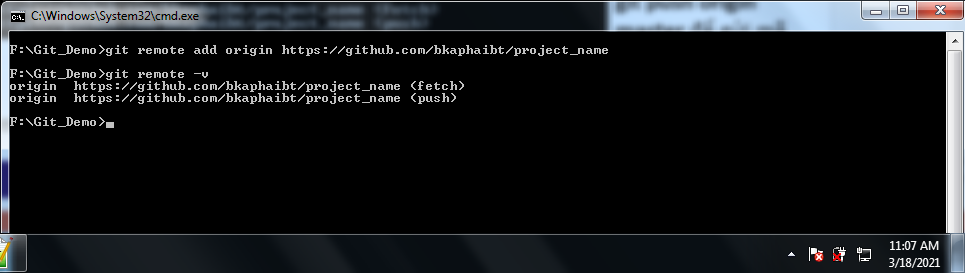 C:\Windows\System32\cmd.exe
F:\Git_Demo>git remote add origin https://github.com/bkaphaibt/project_name
F:\Git_Demo>git remote -v
origin  https://github.com/bkaphaibt/project_name (fetch)
origin  https://github.com/bkaphaibt/project_name (push)
F:\Git_Demo>
11:07 AM
3/18/2021